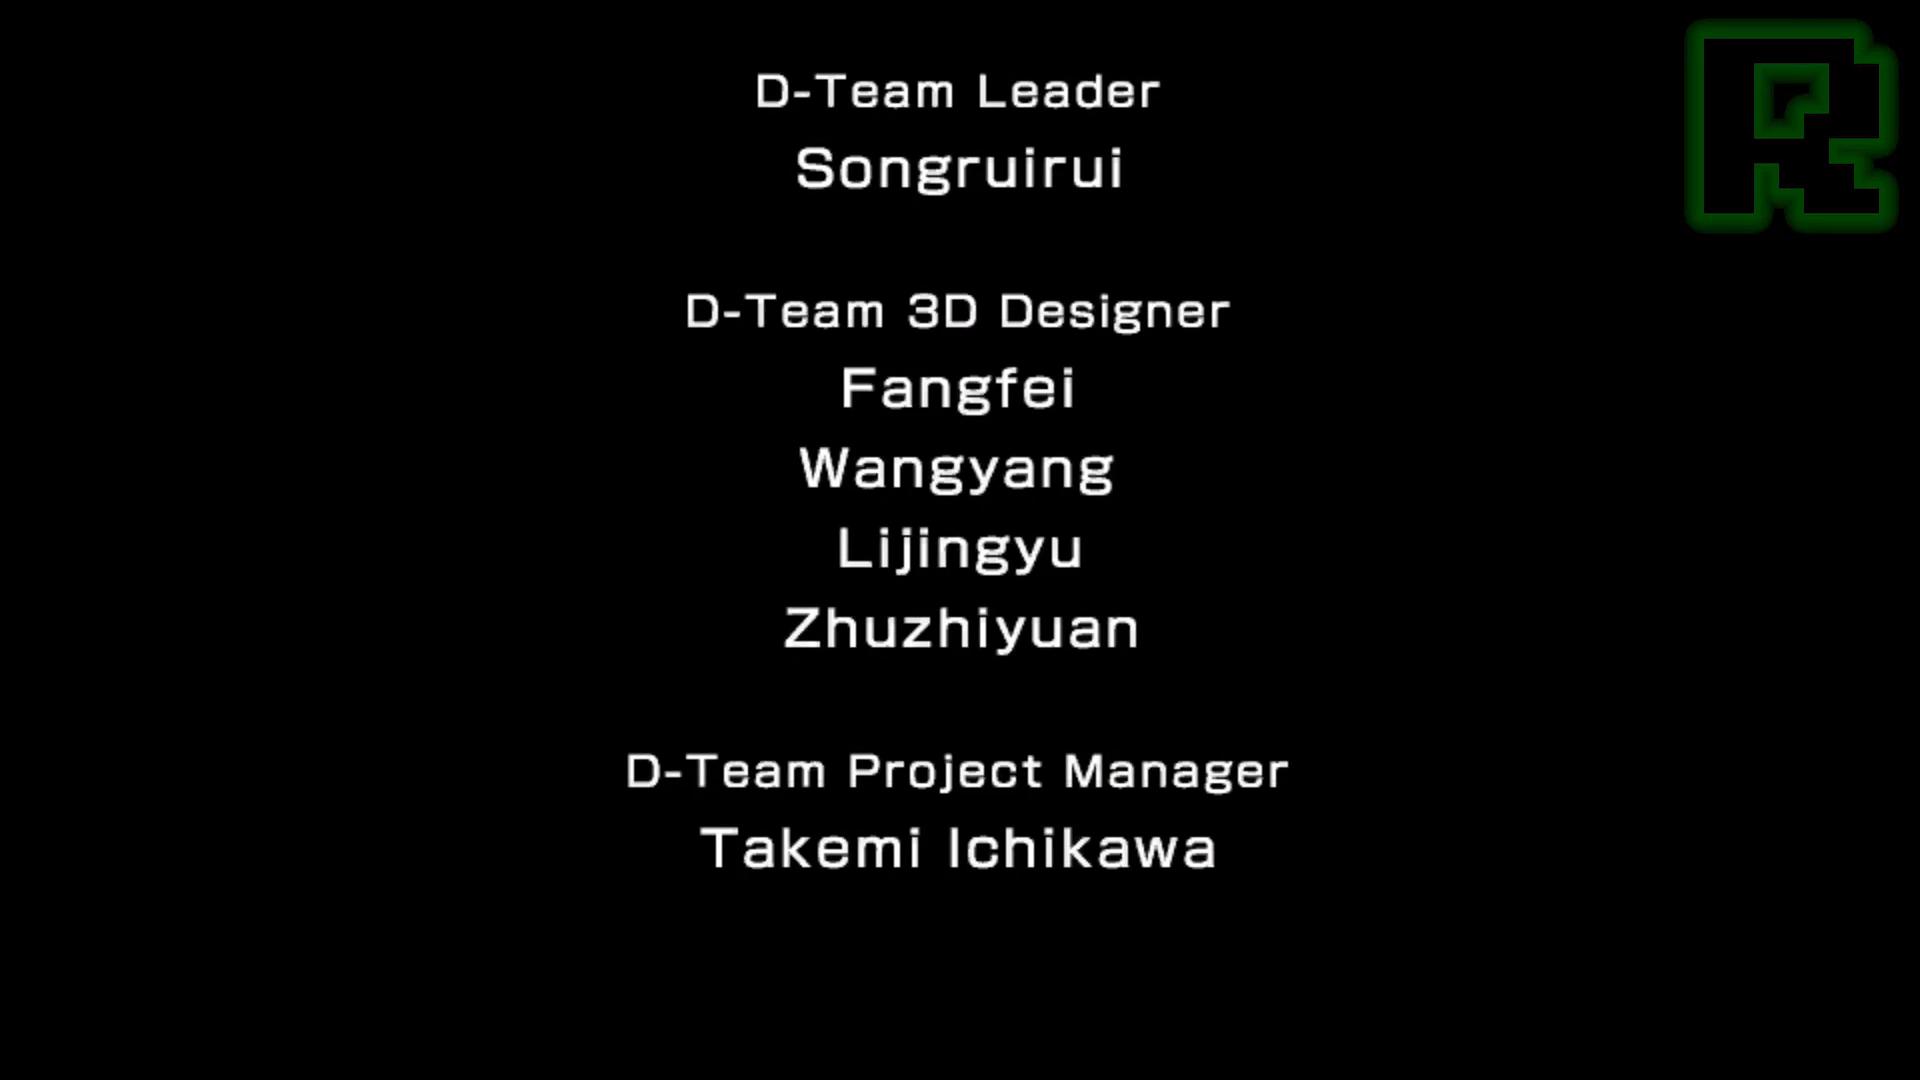 D-Team Leader
Songruirui
D-Team 3D Designer
Fangfei
Wangyang
Lijingyu
Zhuzhiyuan
D-Team Project Manager
Takemi Ichikawa
R